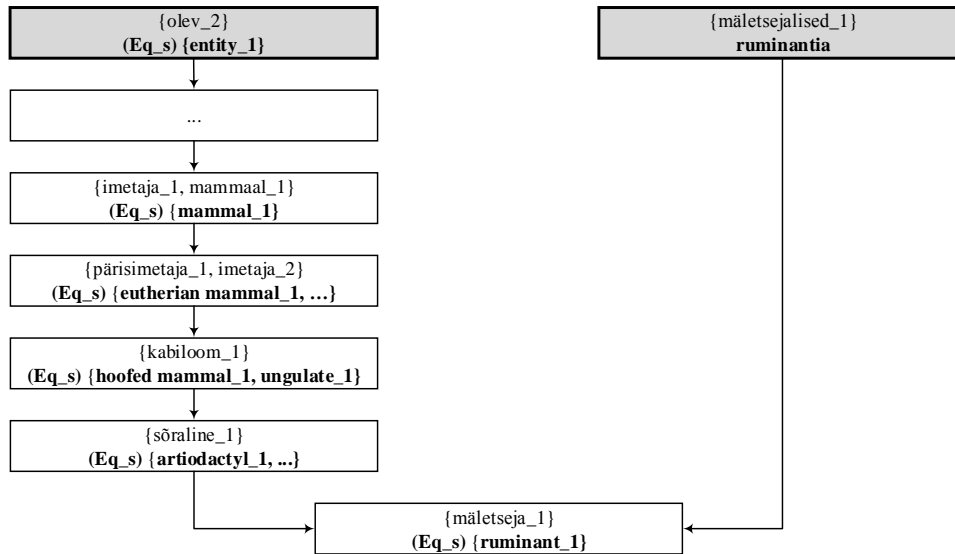 {olev_2}
(Eq_s) {entity_1}
{mäletsejalised_1}
ruminantia
...
{imetaja_1, mammaal_1}
(Eq_s) {mammal_1}
{pärisimetaja_1, imetaja_2}
(Eq_s) {eutherian mammal_1, …}
{kabiloom_1}
(Eq_s) {hoofed mammal_1, ungulate_1}
{sõraline_1}
(Eq_s) {artiodactyl_1, ...}
{mäletseja_1}
(Eq_s) {ruminant_1}